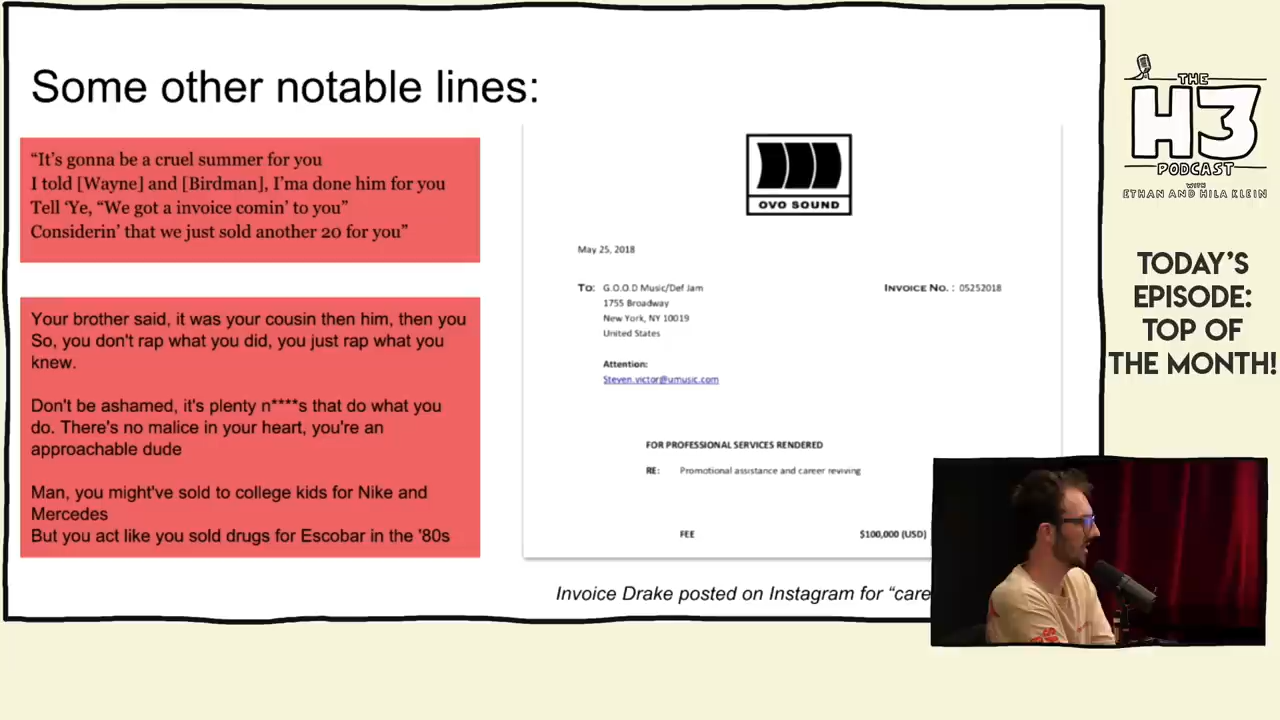 Some other notable lines:
“It’s gonna be a cruel summer for you
I told [Wayne] and [Birdman], I’ma done him for you
Tell ‘Ye, “We got a invoice comin’ to you”
Considerin’ that we just sold another 20 for you”
Your brother said, it was your cousin then him, then you
So, you don't rap what you did, you just rap what you
knew.
Don't be ashamed, it's plenty n****s that do what you
do. There's no malice in your heart, you're an
approachable dude
Man, you might've sold to college kids for Nike and
Mercedes
But you act like you sold drugs for Escobar in the '80s
OVO SOUND
May 25, 2018
To: G.O.O.D Music/Def Jam
1755 Broadway
New York, NY 10019
United States
Invoice No. : 05252018
Attention:
Steven.victor@umusic.com
FOR PROFESSIONAL SERVICES RENDERED
RE: Promotional assistance and career reviving
FEE $100,000 (USD)
Invoice Drake posted on Instagram for “care
THE
H3
PODCAST
WITH
ETHAN AND HILA KLEIN
TODAY’S
EPISODE:
TOP OF
THE MONTH!